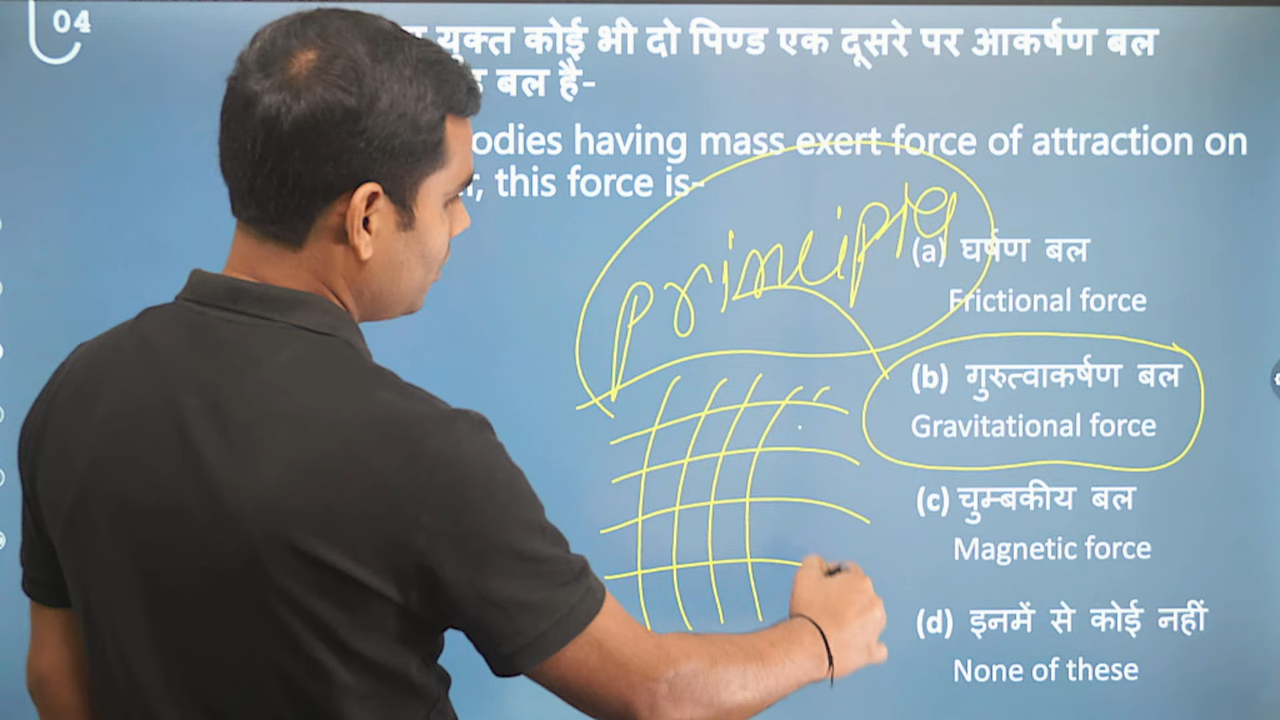 04
युक्त कोई भी दो पिण्ड एक दूसरे पर आकर्षण बल
बल है-
odies having mass exert force of attraction on
r, this force is-
principle
(a) घर्षण बल
Frictional force
(b) गुरुत्वाकर्षण बल
Gravitational force
(c) चुम्बकीय बल
Magnetic force
(d) इनमें से कोई नहीं
None of these